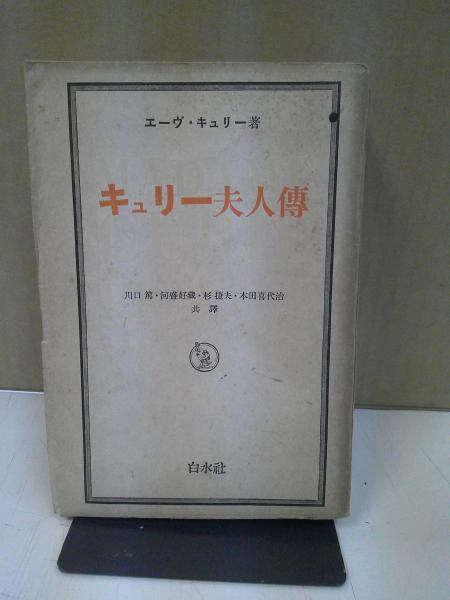 エーヴ・キュリー著
キュリー夫人傳
川口 篤・河盛好蔵・杉 捷夫・本田喜代治
共 譯
白水社